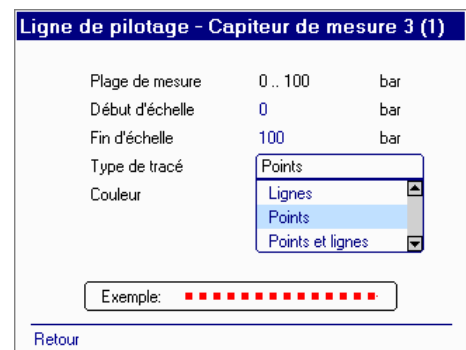 Ligne de pilotage - Capiteur de mesure 3 (1)
Plage de mesure 0 .. 100 bar
Début d'échelle 0 bar
Fin d'échelle 100 bar
Type de tracé Points
Couleur Lignes
Points
Points et lignes
Exemple:
Retour